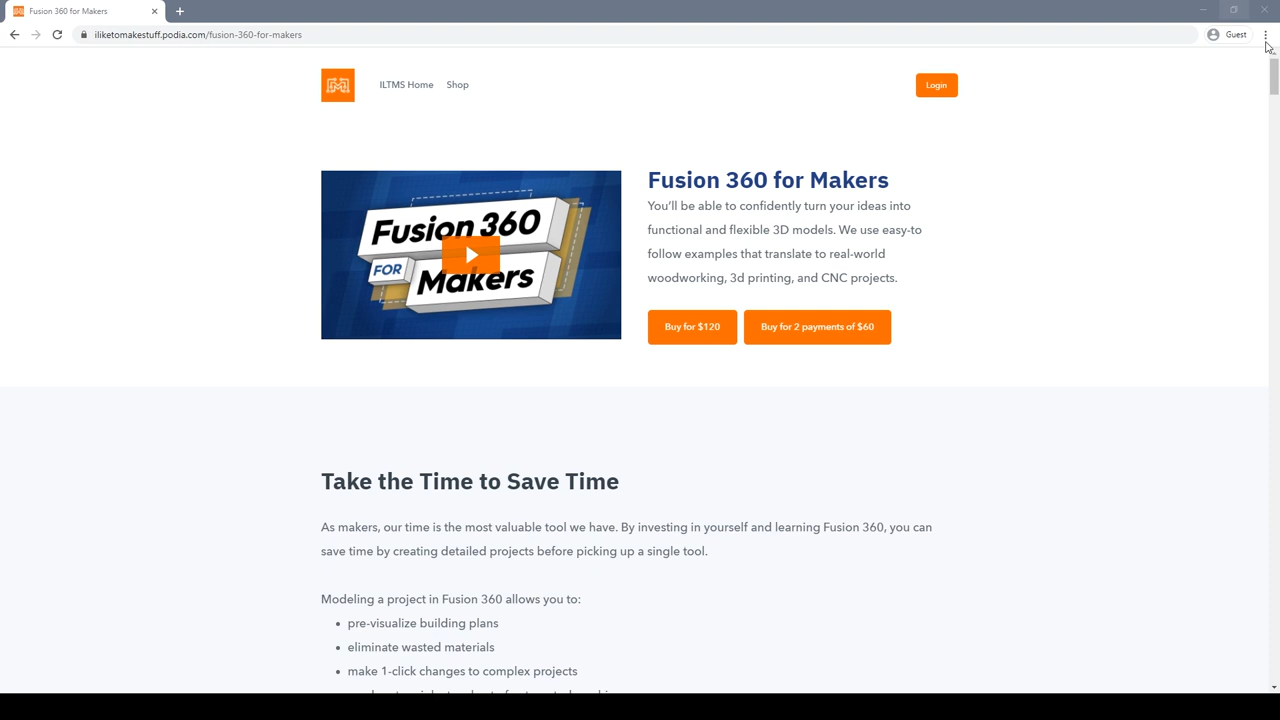 Fusion 360 for Makers
iliketomakestuff.podia.com/fusion-360-for-makers
Guest
ILTMS Home
Shop
Login
Fusion 360
FOR
Makers
Fusion 360 for Makers
You'll be able to confidently turn your ideas into
functional and flexible 3D models. We use easy-to
follow examples that translate to real-world
woodworking, 3d printing, and CNC projects.
Buy for $120
Buy for 2 payments of $60
Take the Time to Save Time
As makers, our time is the most valuable tool we have. By investing in yourself and learning Fusion 360, you can
save time by creating detailed projects before picking up a single tool.
Modeling a project in Fusion 360 allows you to:
• pre-visualize building plans
• eliminate wasted materials
• make 1-click changes to complex projects